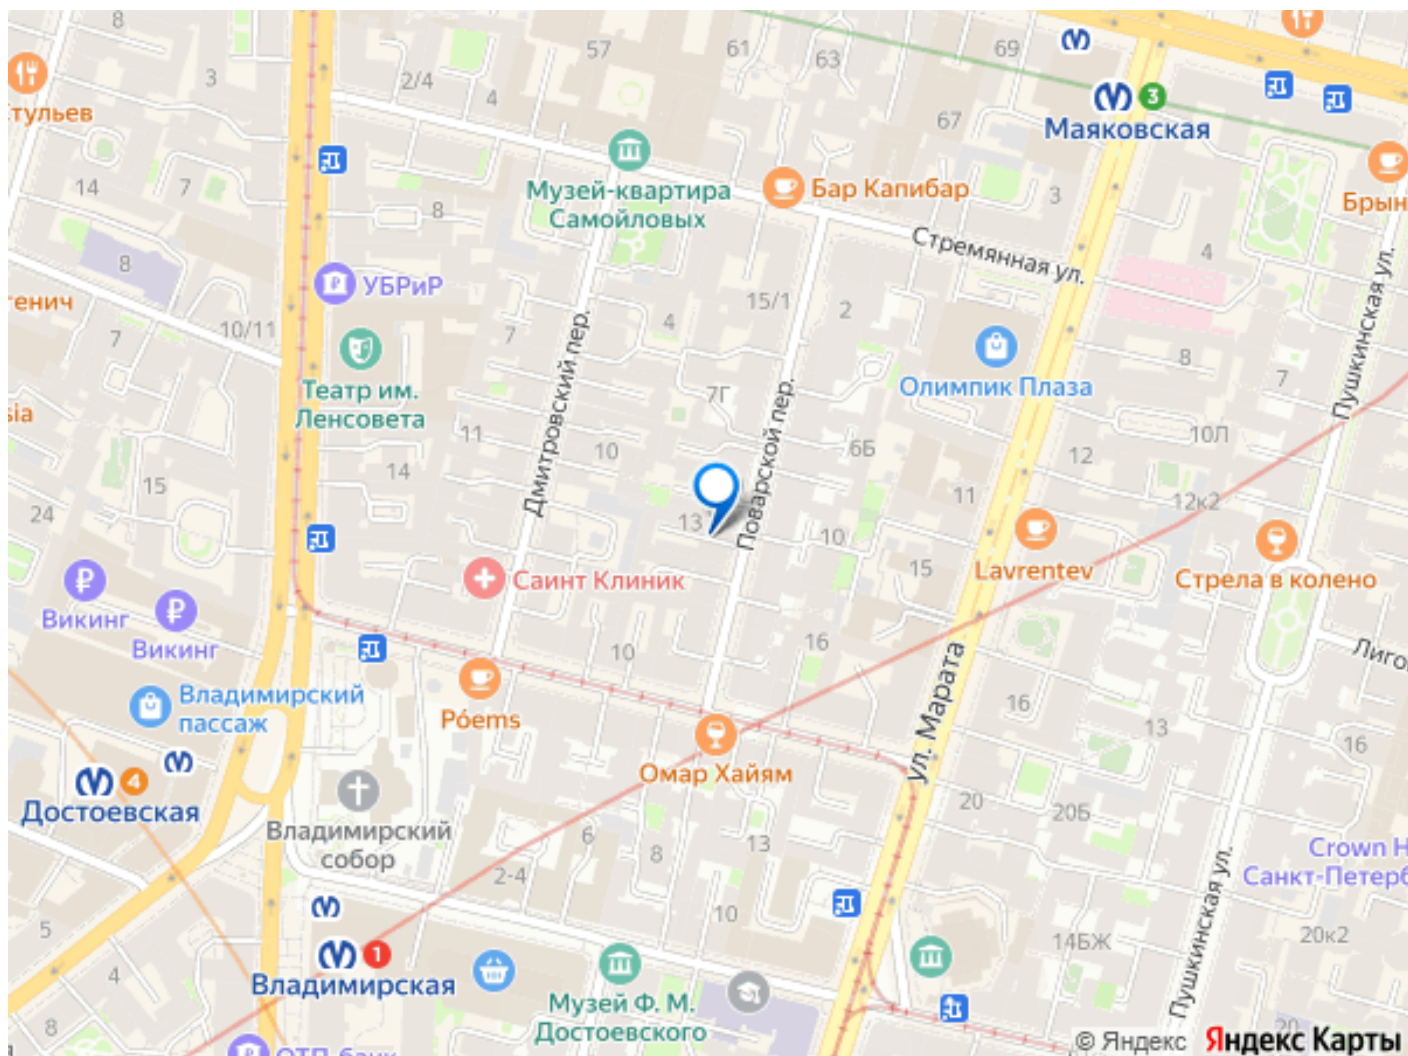 8
57
61
63
69
3
2/4
4
67
3
Маяковская
14
7
8
Музей-квартира
Самойловых
Бар Капибар
3
Стремянная ул.
4
8
УБРиР
15/1
2
10/11
7
7
4
8
7
Театр им.
Ленсовета
Дмитровский пер.
7Г
Поварской пер.
Олимпик Плаза
Пушкинская ул.
11
10
6Б
12
10Л
15
14
11
12к2
24
13
10
15
Lavrentev
Стрела в колено
Саинт Клиник
Викинг
Викинг
10
16
Владимирский
пассаж
Póems
ул. Марата
16
13
16
4
Достоевская
Омар Хайям
20
20Б
Владимирский
собор
6
8
13
2-4
10
Crown H
Санкт-Петерб
Пушкинская ул.
5
1
Владимирская
14БЖ
20к2
4
Музей Ф. М.
Достоевского
8
20
© Яндекс
Яндекс Карты